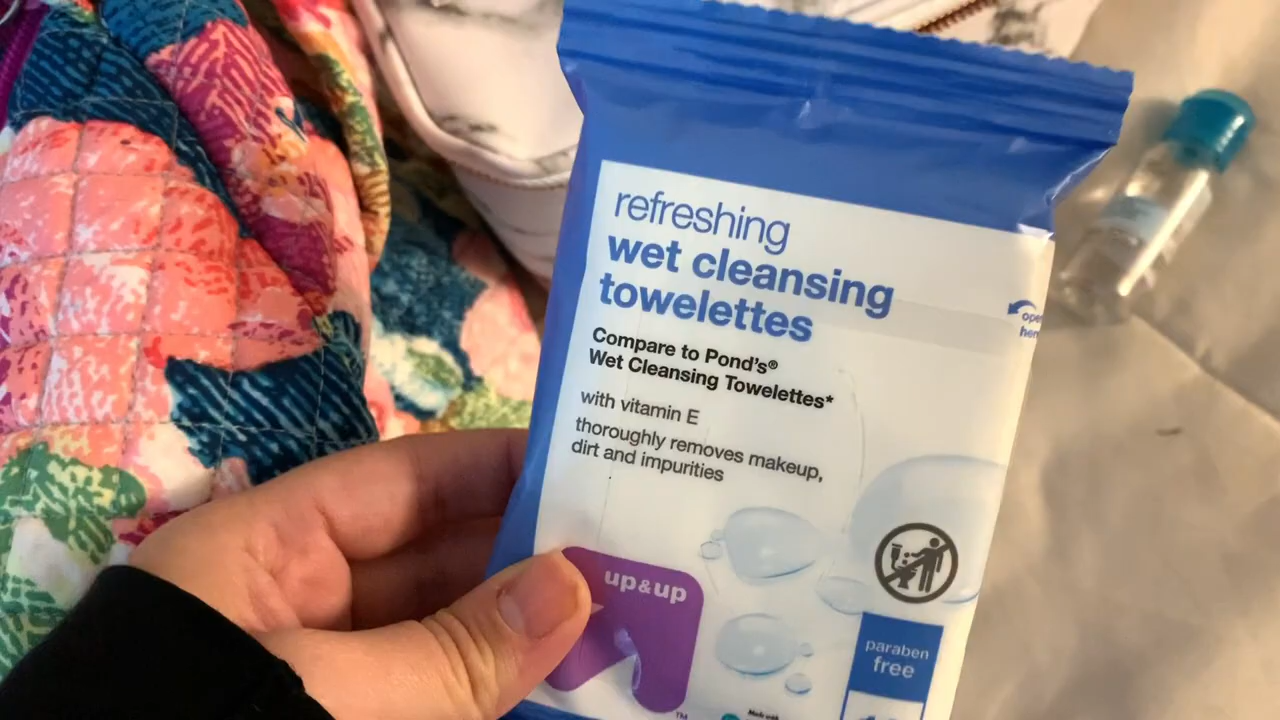 refreshing
wet cleansing
towelettes
Compare to Pond's®
Wet Cleansing Towelettes*
with vitamin E
thoroughly removes makeup,
dirt and impurities
up&up
TM
paraben
free